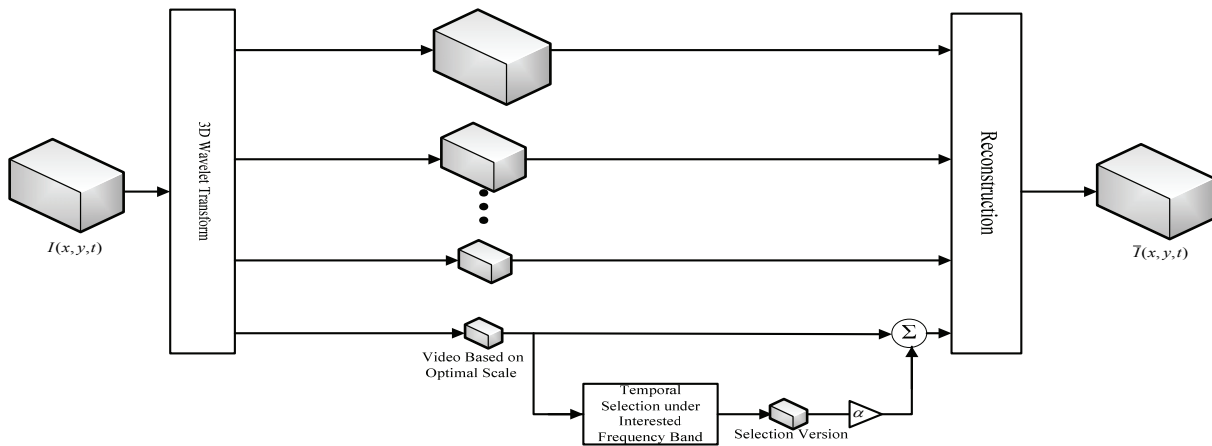 3D Wavelet Transform
Reconstruction
I(x, y,t)
Ī(x, y,t)
Σ
Video Based on
Optimal Scale
Temporal
Selection under
Interested
Frequency Band
α
Selection Version